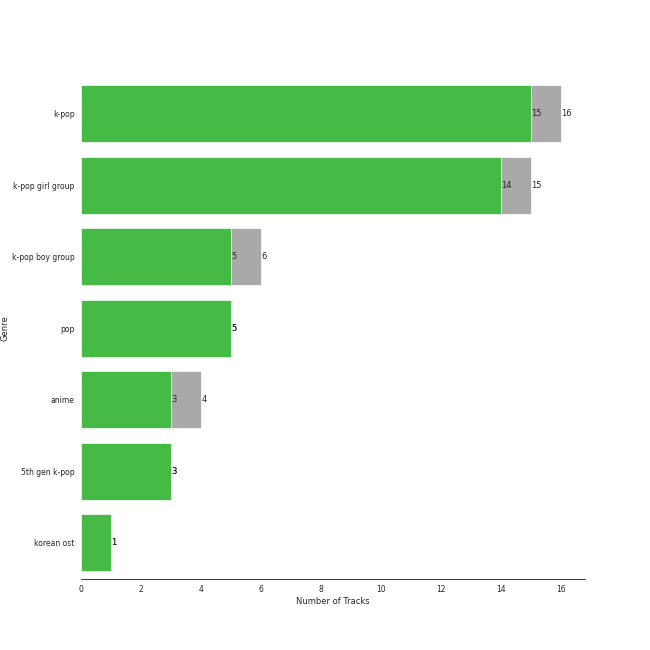 k-pop 15 16
k-pop girl group 14 15
k-pop boy group 5 6
pop 5
anime 3 4
5th gen k-pop 3
korean ost 1
Genre
0 2 4 6 8 10 12 14 16
Number of Tracks